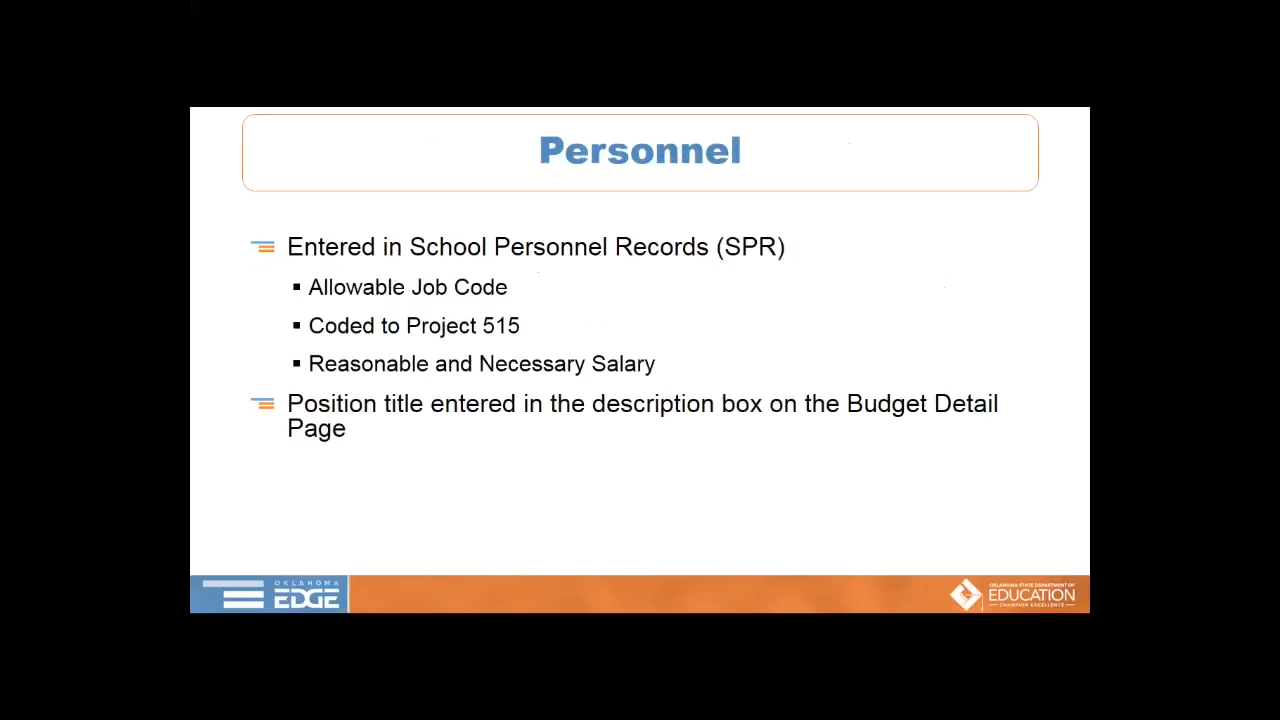 Personnel
Entered in School Personnel Records (SPR)
Allowable Job Code
Coded to Project 515
Reasonable and Necessary Salary
Position title entered in the description box on the Budget Detail
Page
OKLAHOMA
EDGE
OKLAHOMA STATE DEPARTMENT OF
EDUCATION
CHAMPION EXCELLENCE